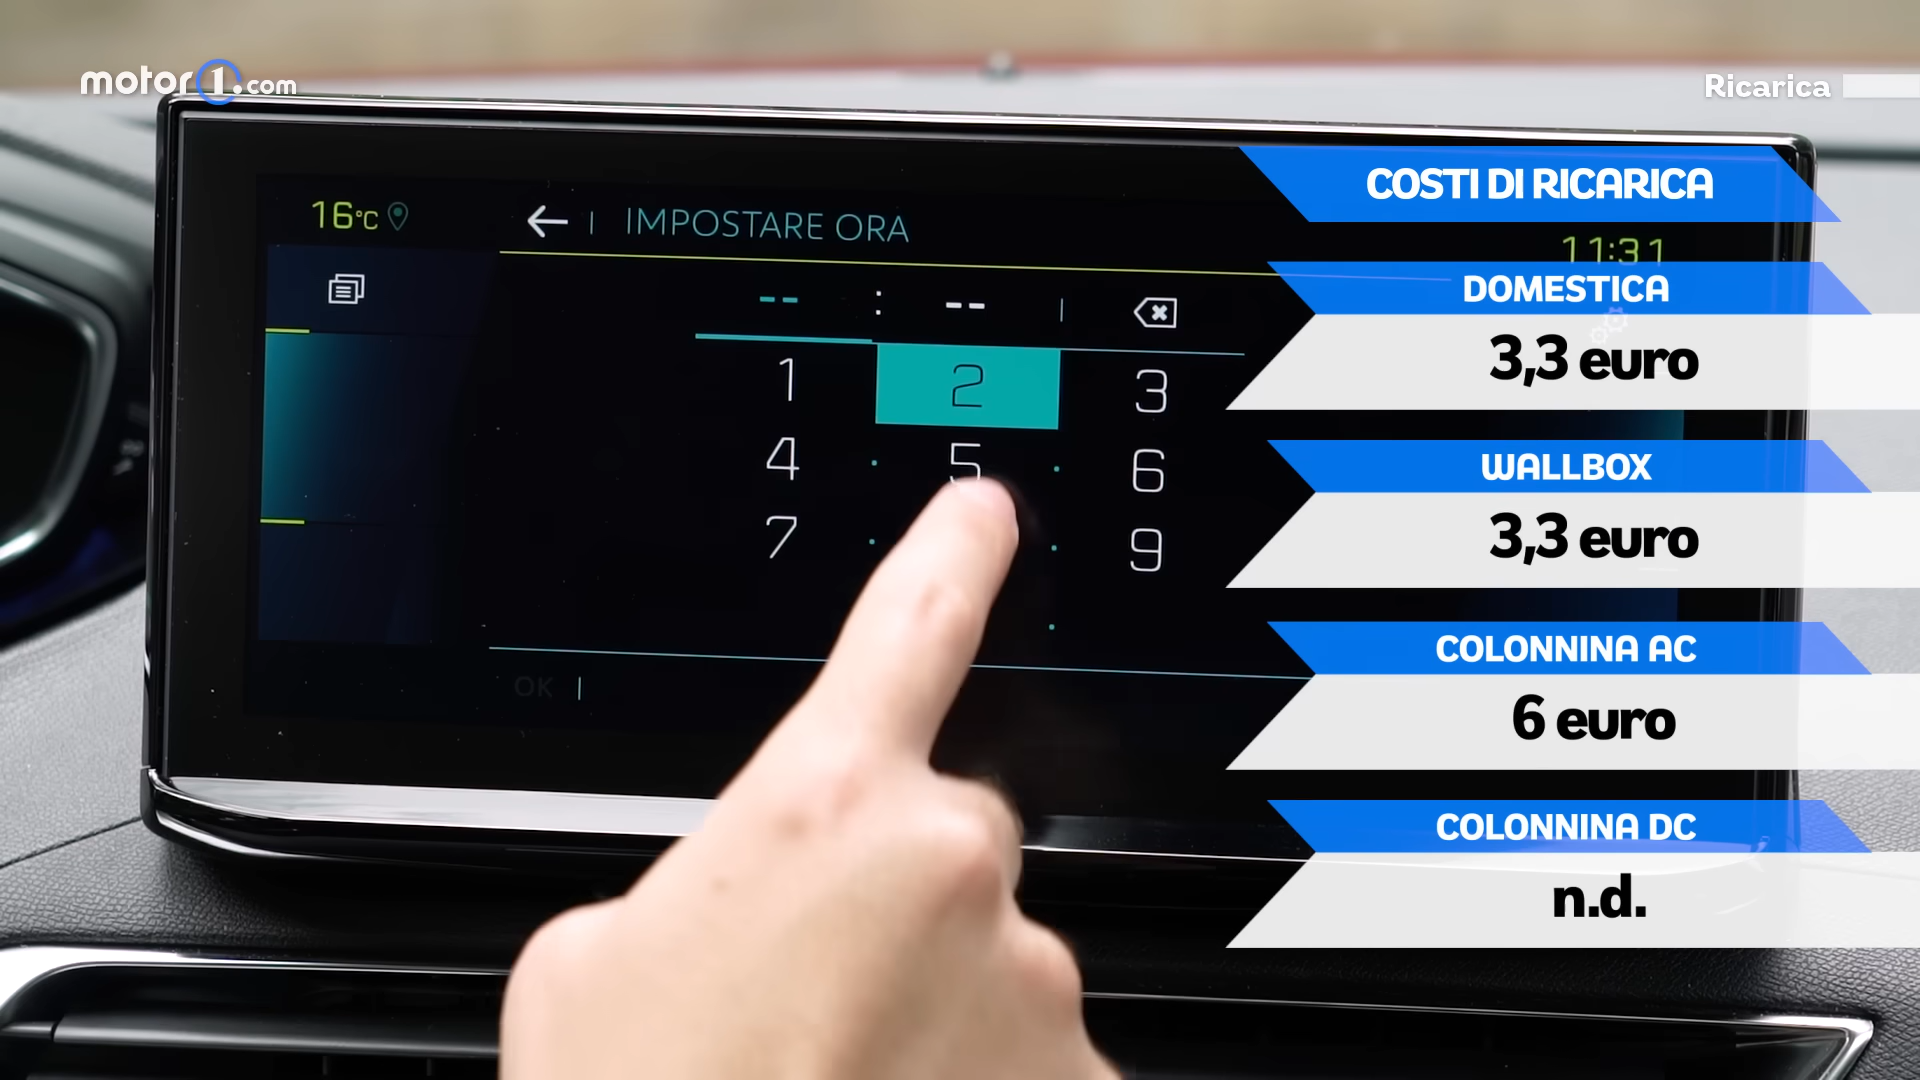 motor1.com
Ricarica
COSTI DI RICARICA
16°C
IMPOSTARE ORA
11:31
-- : --
DOMESTICA
3,3 euro
1 2 3
4 5 6
WALLBOX
3,3 euro
7 9
COLONNINA AC
6 euro
OK
COLONNINA DC
n.d.